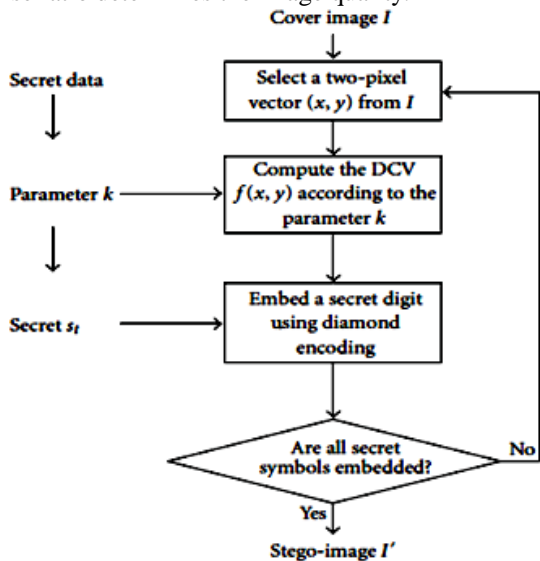 Cover image I
Secret data
Select a two-pixel
vector (x, y) from I
Parameter k
Compute the DCV
f(x, y) according to the
parameter k
Secret s_t
Embed a secret digit
using diamond
encoding
Are all secret
symbols embedded?
No
Yes
Stego-image I′